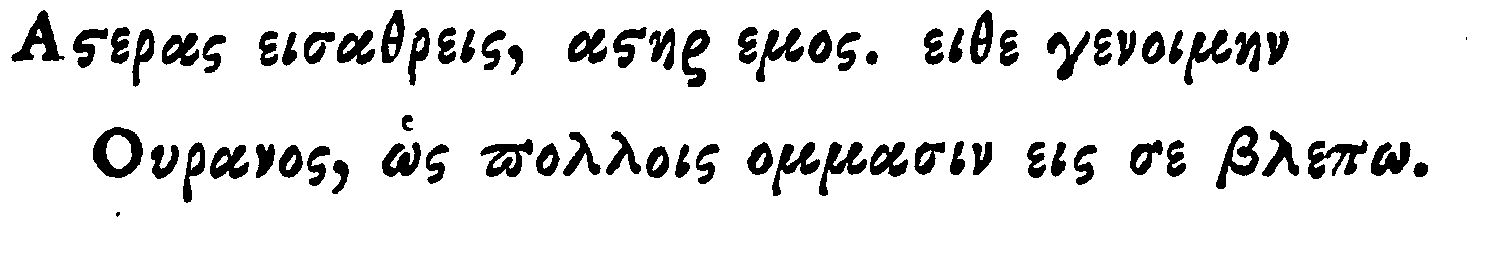 Αϛερας εισαθρεις, αϛηρ εμος. ειθε γενοιμην
Ουρανος, ὡς ϖολλοις ομμασιν εις σε βλεπω.